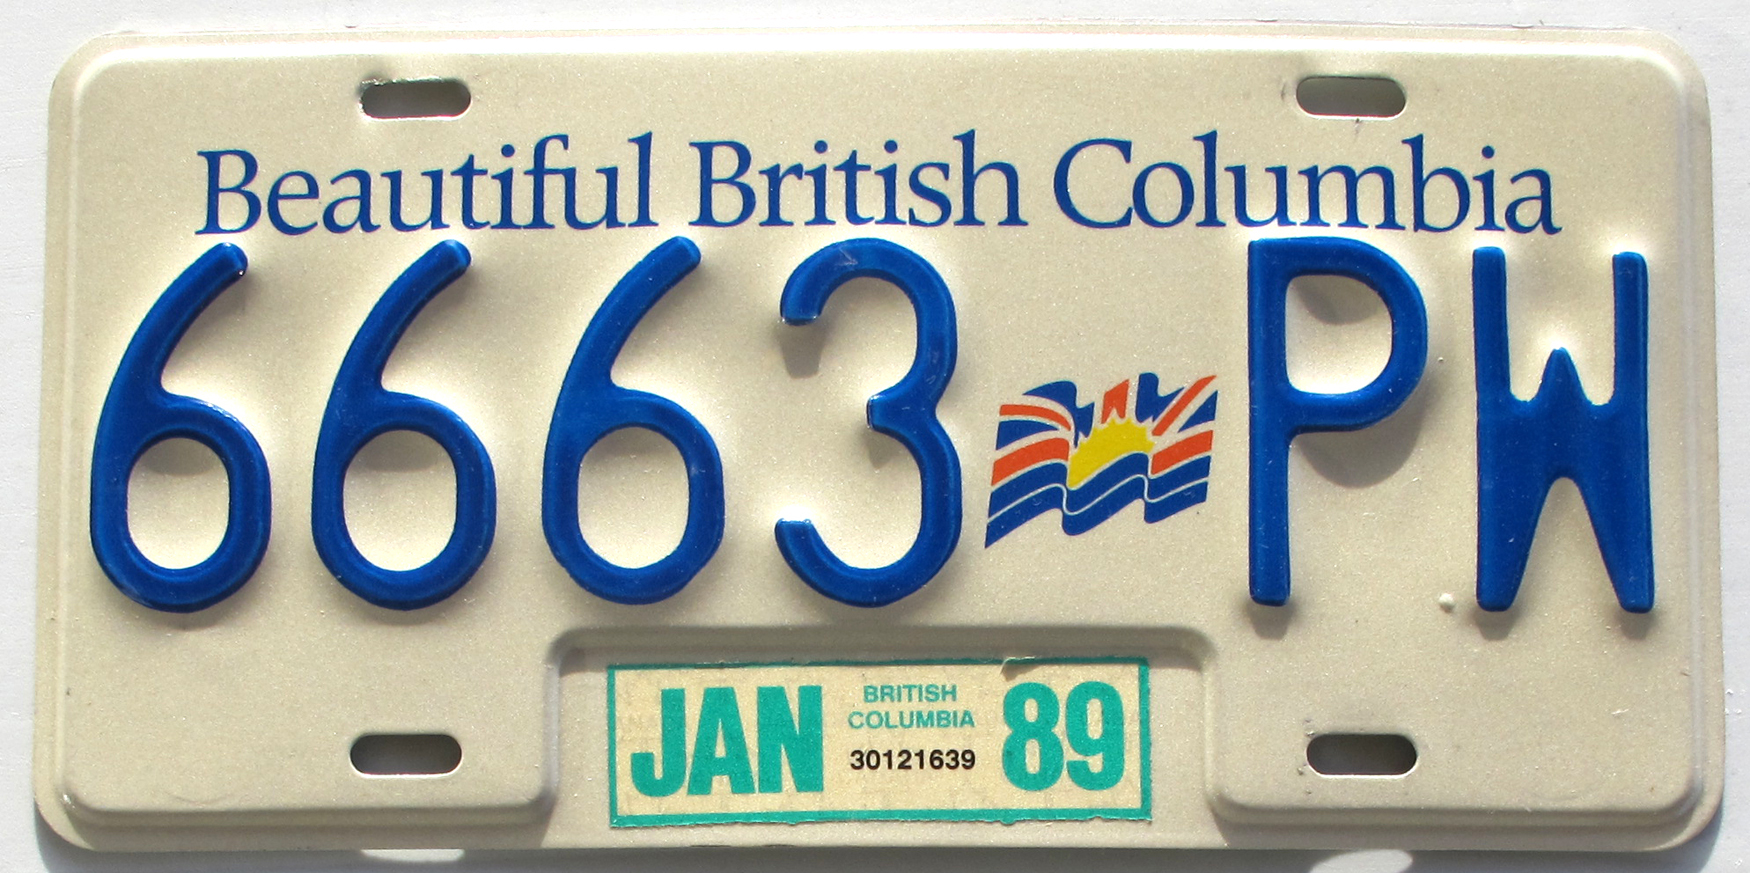 Beautiful British Columbia
6663 PW
JAN BRITISH COLUMBIA 30121639 89